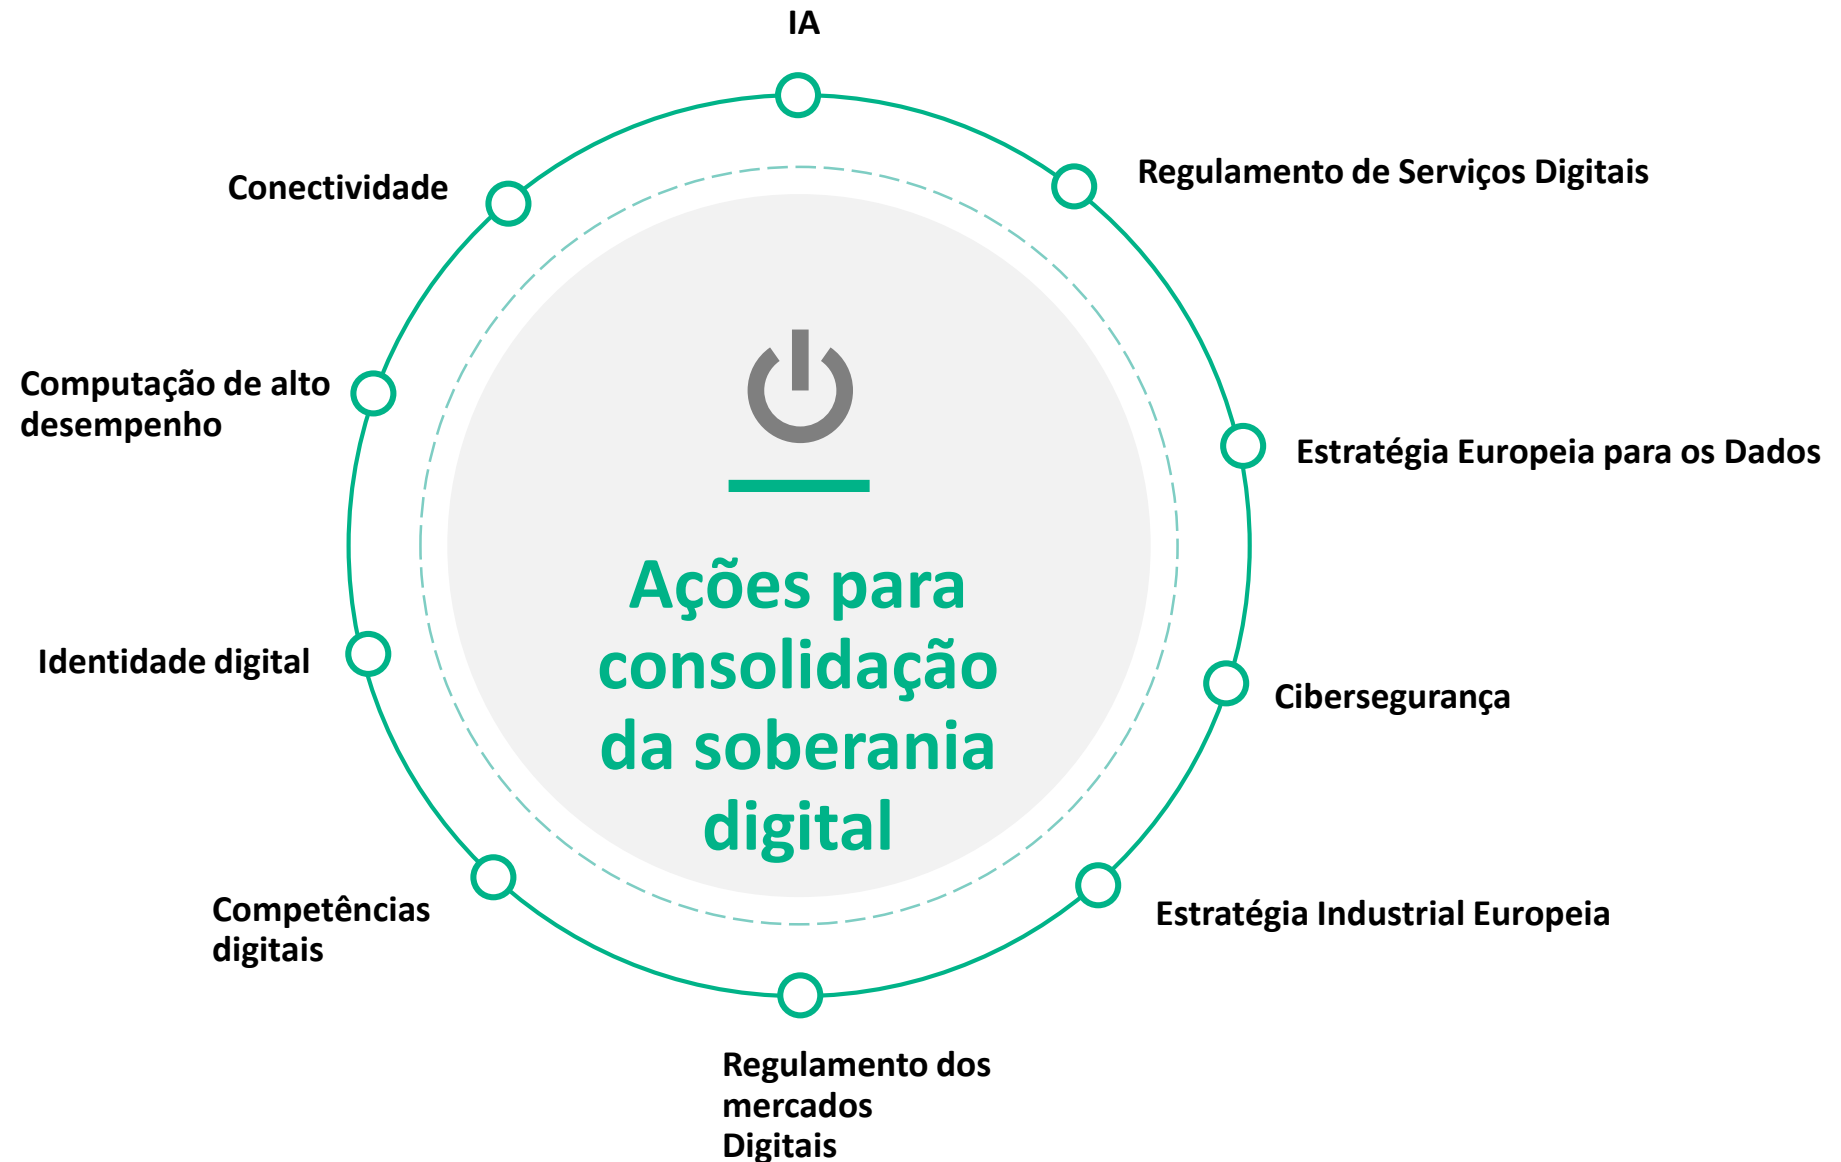 IA
Regulamento de Serviços Digitais
Conectividade
Computação de alto
desempenho
Estratégia Europeia para os Dados
Ações para
consolidação
da soberania
digital
Identidade digital
Cibersegurança
Competências
digitais
Estratégia Industrial Europeia
Regulamento dos
mercados
Digitais